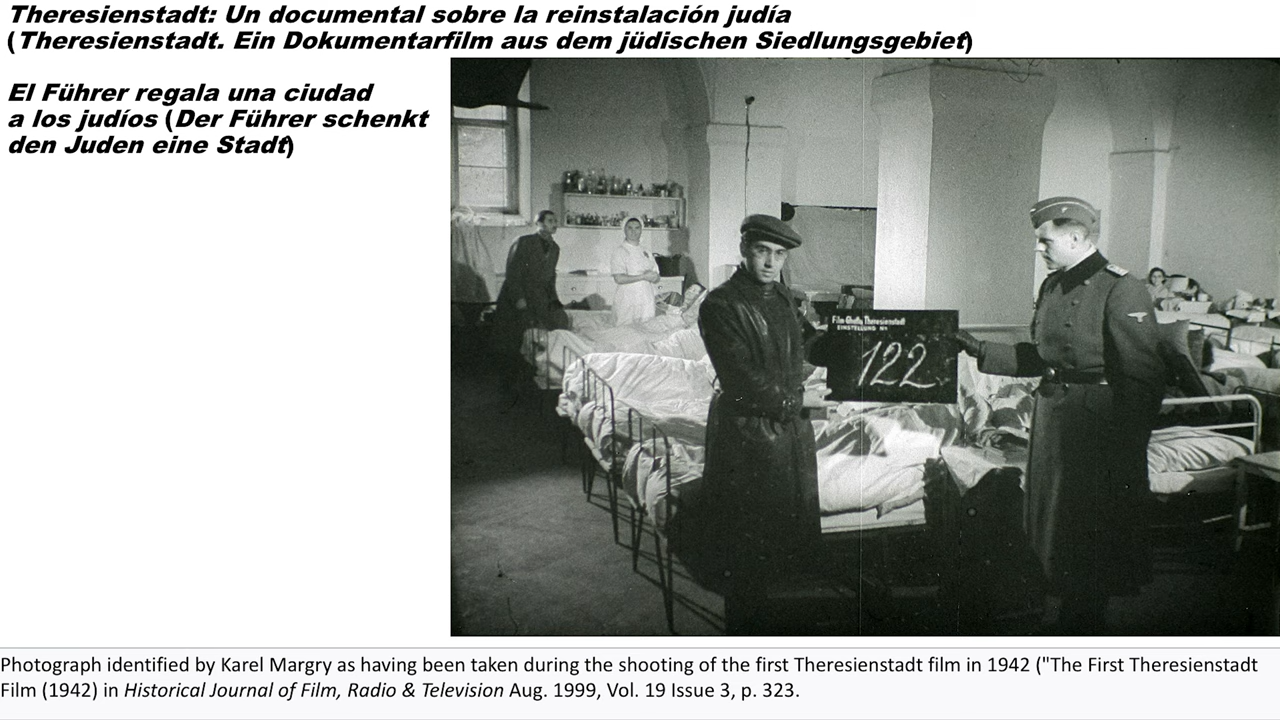 Theresienstadt: Un documental sobre la reinstalación judía
(Theresienstadt. Ein Dokumentarfilm aus dem jüdischen Siedlungsgebiet)
El Führer regala una ciudad
a los judíos (Der Führer schenkt
den Juden eine Stadt)
Film-Ghetto Theresienstadt
EINSTELLUNG Nº
122
Photograph identified by Karel Margry as having been taken during the shooting of the first Theresienstadt film in 1942 ("The First Theresienstadt
Film (1942) in Historical Journal of Film, Radio & Television Aug. 1999, Vol. 19 Issue 3, p. 323.